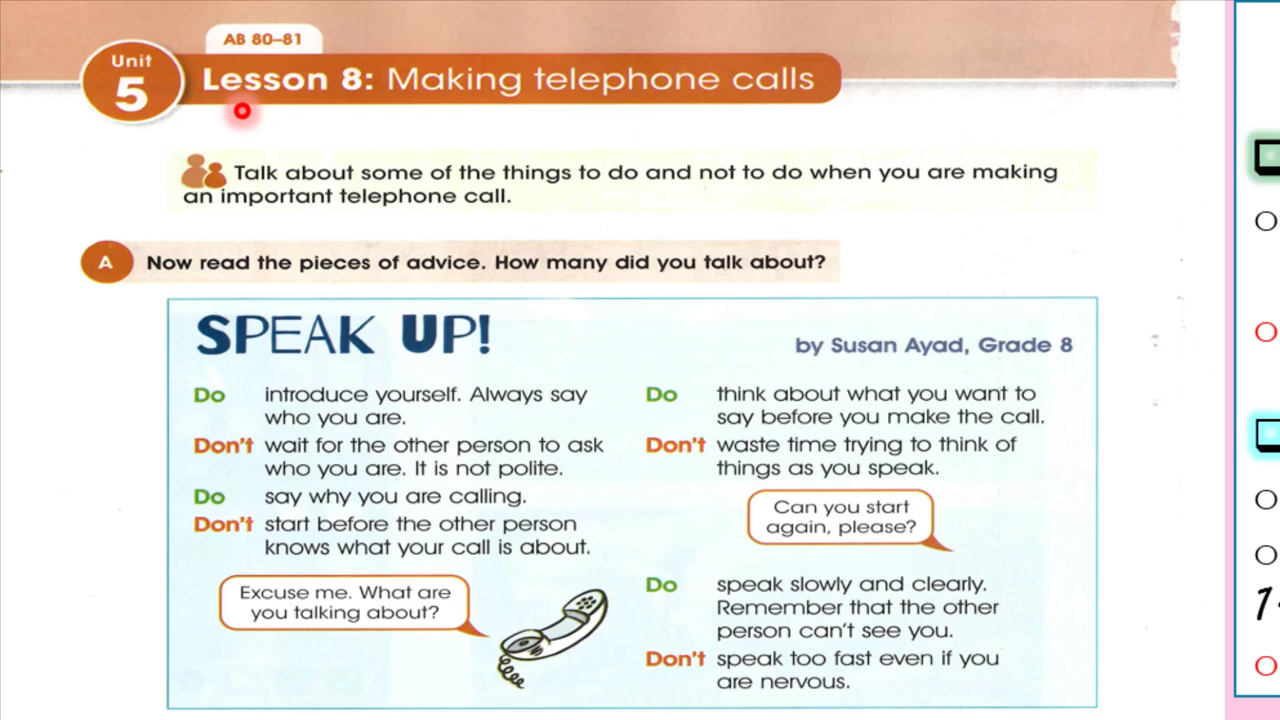 AB 80–81
Unit
5
Lesson 8: Making telephone calls
Talk about some of the things to do and not to do when you are making
an important telephone call.
A Now read the pieces of advice. How many did you talk about?
SPEAK UP!
by Susan Ayad, Grade 8
Do introduce yourself. Always say
who you are.
Don't wait for the other person to ask
who you are. It is not polite.
Do say why you are calling.
Don't start before the other person
knows what your call is about.
Excuse me. What are
you talking about?
Do think about what you want to
say before you make the call.
Don't waste time trying to think of
things as you speak.
Can you start
again, please?
Do speak slowly and clearly.
Remember that the other
person can't see you.
Don't speak too fast even if you
are nervous.